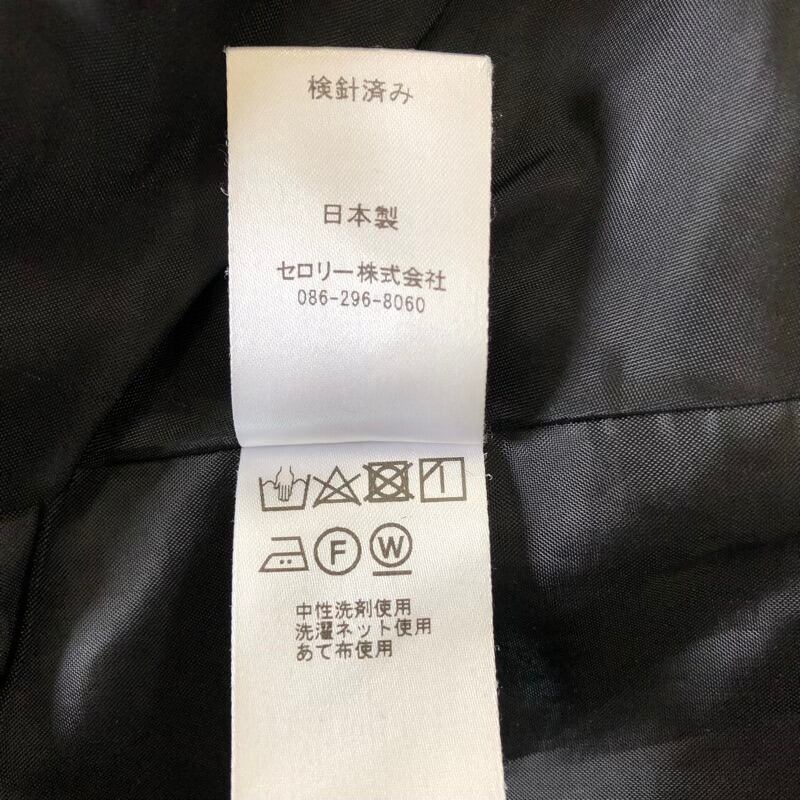 検針済み
日本製
セロリー株式会社
086-296-8060
F W
中性洗剤使用
洗濯ネット使用
あて布使用